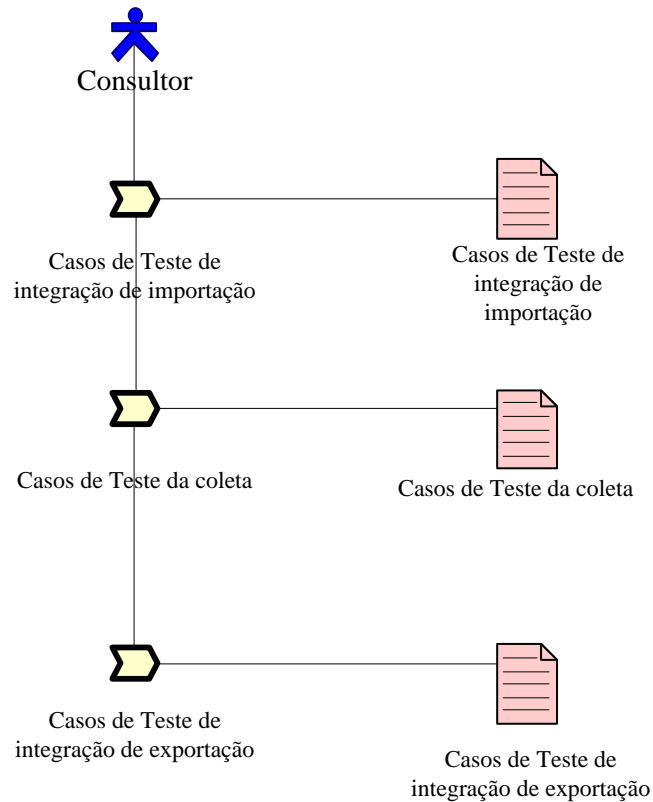 Consultor
Casos de Teste de
integração de importação
Casos de Teste de
integração de
importação
Casos de Teste da coleta
Casos de Teste da coleta
Casos de Teste de
integração de exportação
Casos de Teste de
integração de exportação